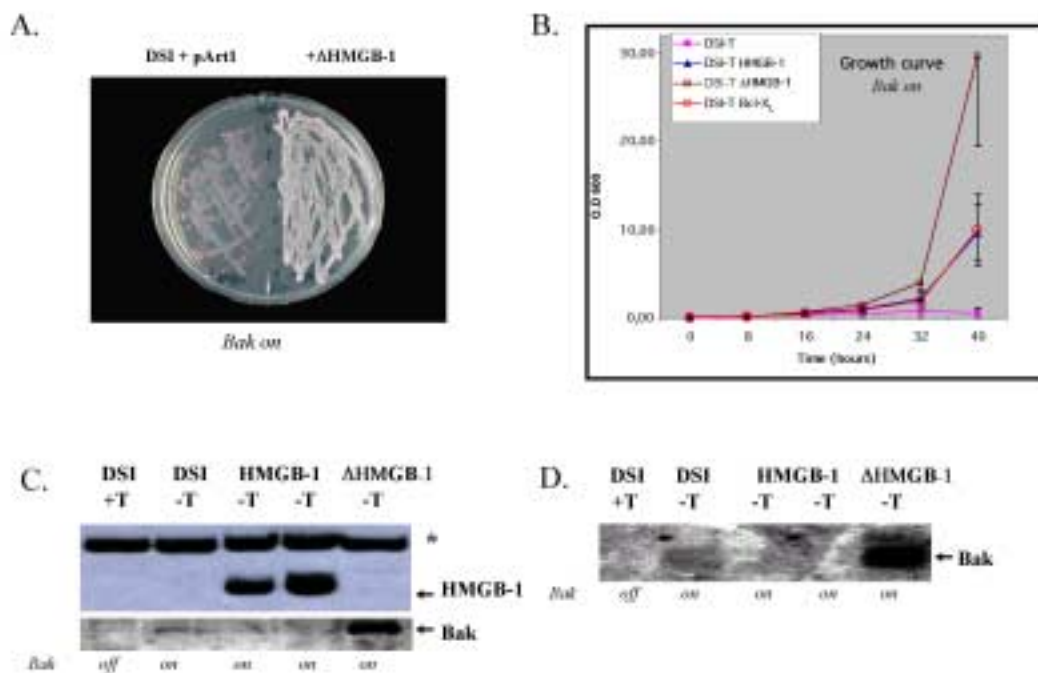 A.
DSI + pArt1 +ΔHMGB-1
Bak on
B.
DSI-T
DSI-T HMGB-1
DSI-T ΔHMGB-1
DSI-T Bcl-XL
Growth curve
Bak on
30,00
20,00
10,00
0,00
O.D 600
0 8 16 24 32 40
Time (hours)
C.
DSI DSI HMGB-1 ΔHMGB-1
+T -T -T -T -T
*
HMGB-1
Bak
Bak off on on on on
D.
DSI DSI HMGB-1 ΔHMGB-1
+T -T -T -T -T
Bak
Bak off on on on on